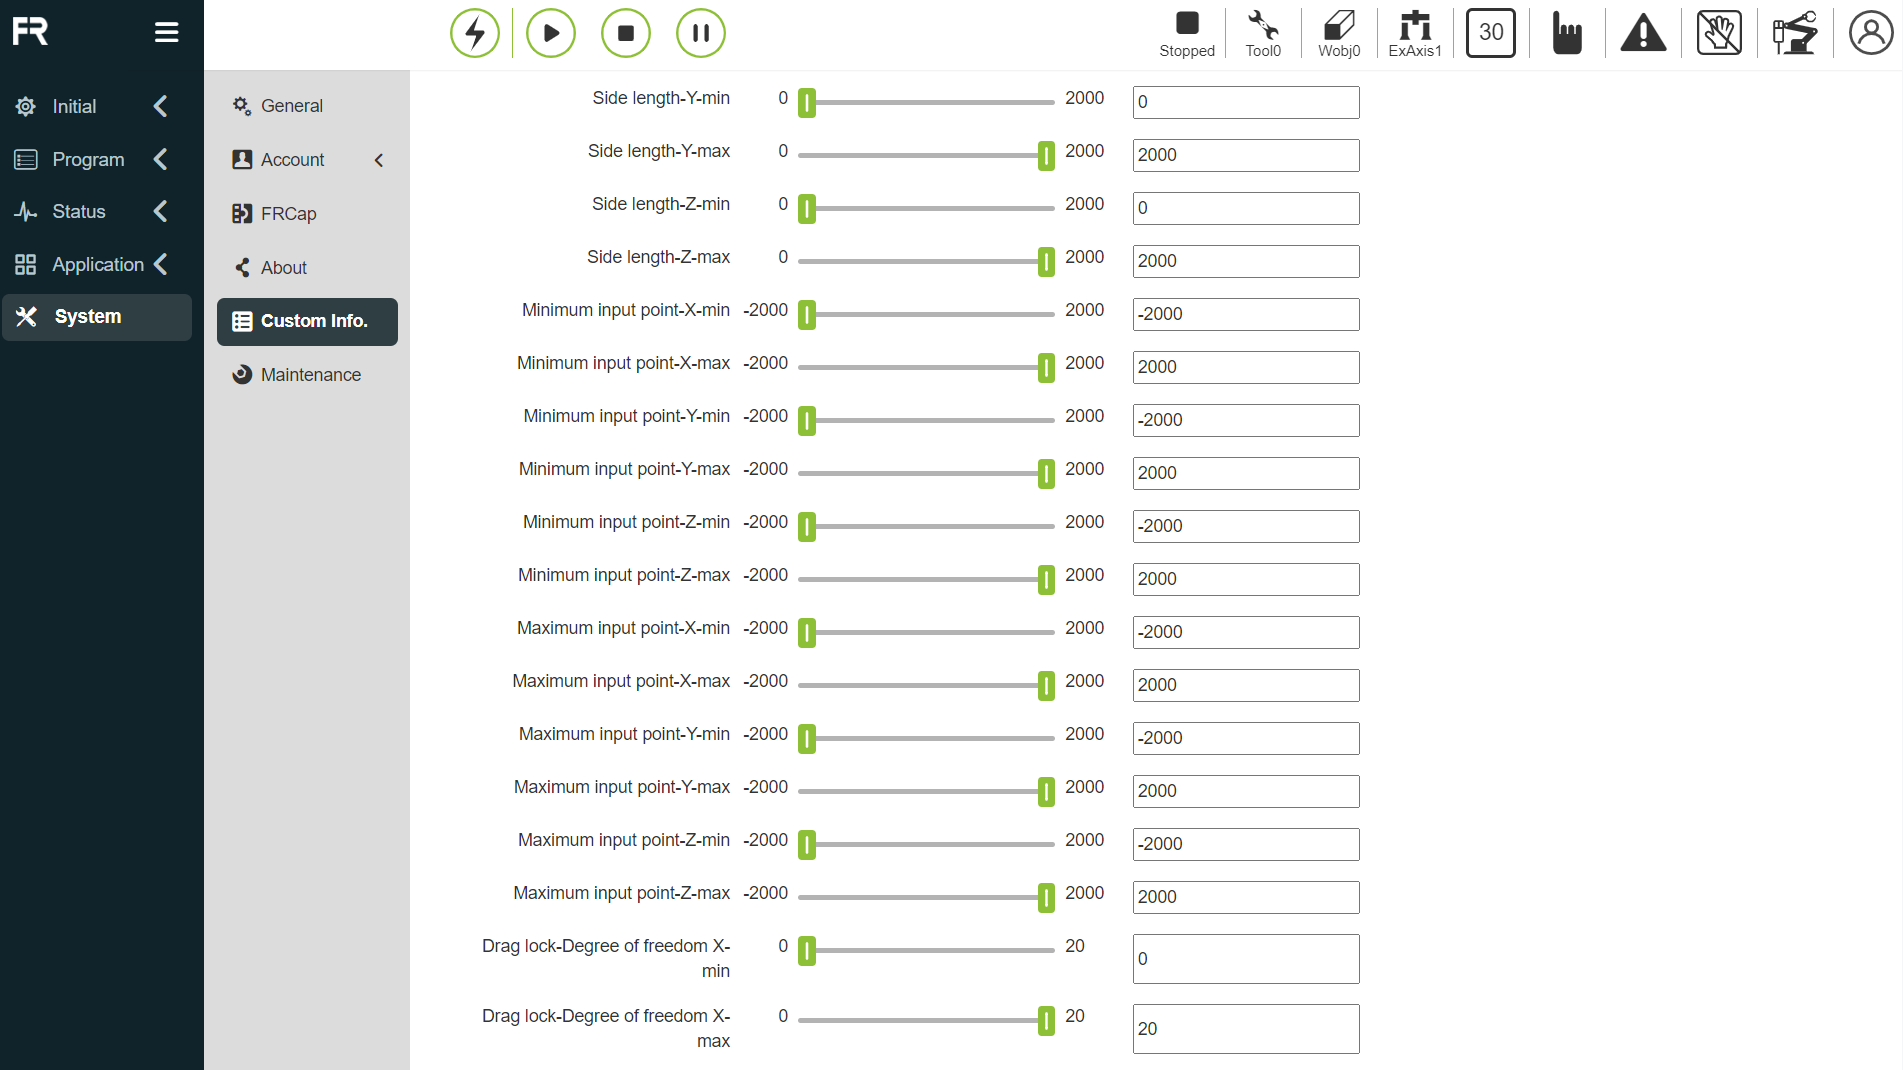 FR
Stopped
Tool0
Wobj0
ExAxis1
30
Initial
Program
Status
Application
System
General
Account
FRCap
About
Custom Info.
Maintenance
Side length-Y-min 0 2000 0
Side length-Y-max 0 2000 2000
Side length-Z-min 0 2000 0
Side length-Z-max 0 2000 2000
Minimum input point-X-min -2000 2000 -2000
Minimum input point-X-max -2000 2000 2000
Minimum input point-Y-min -2000 2000 -2000
Minimum input point-Y-max -2000 2000 2000
Minimum input point-Z-min -2000 2000 -2000
Minimum input point-Z-max -2000 2000 2000
Maximum input point-X-min -2000 2000 -2000
Maximum input point-X-max -2000 2000 2000
Maximum input point-Y-min -2000 2000 -2000
Maximum input point-Y-max -2000 2000 2000
Maximum input point-Z-min -2000 2000 -2000
Maximum input point-Z-max -2000 2000 2000
Drag lock-Degree of freedom X- 0 20 0
min
Drag lock-Degree of freedom X- 0 20 20
max